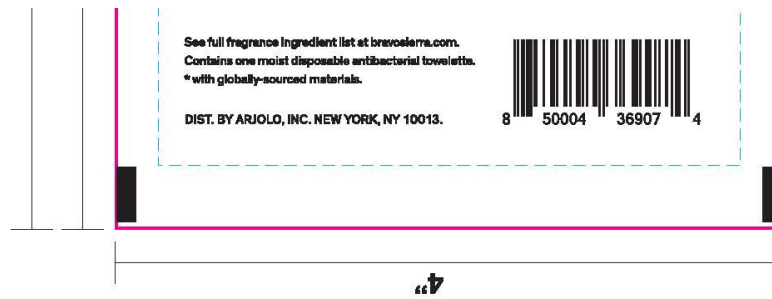 See full fragrance ingredient list at bravosierra.com.
Contains one moist disposable antibacterial towelette.
*with globally-sourced materials.
DIST. BY ARJOLO, INC. NEW YORK, NY 10013.
8 50004 36907 4
4"